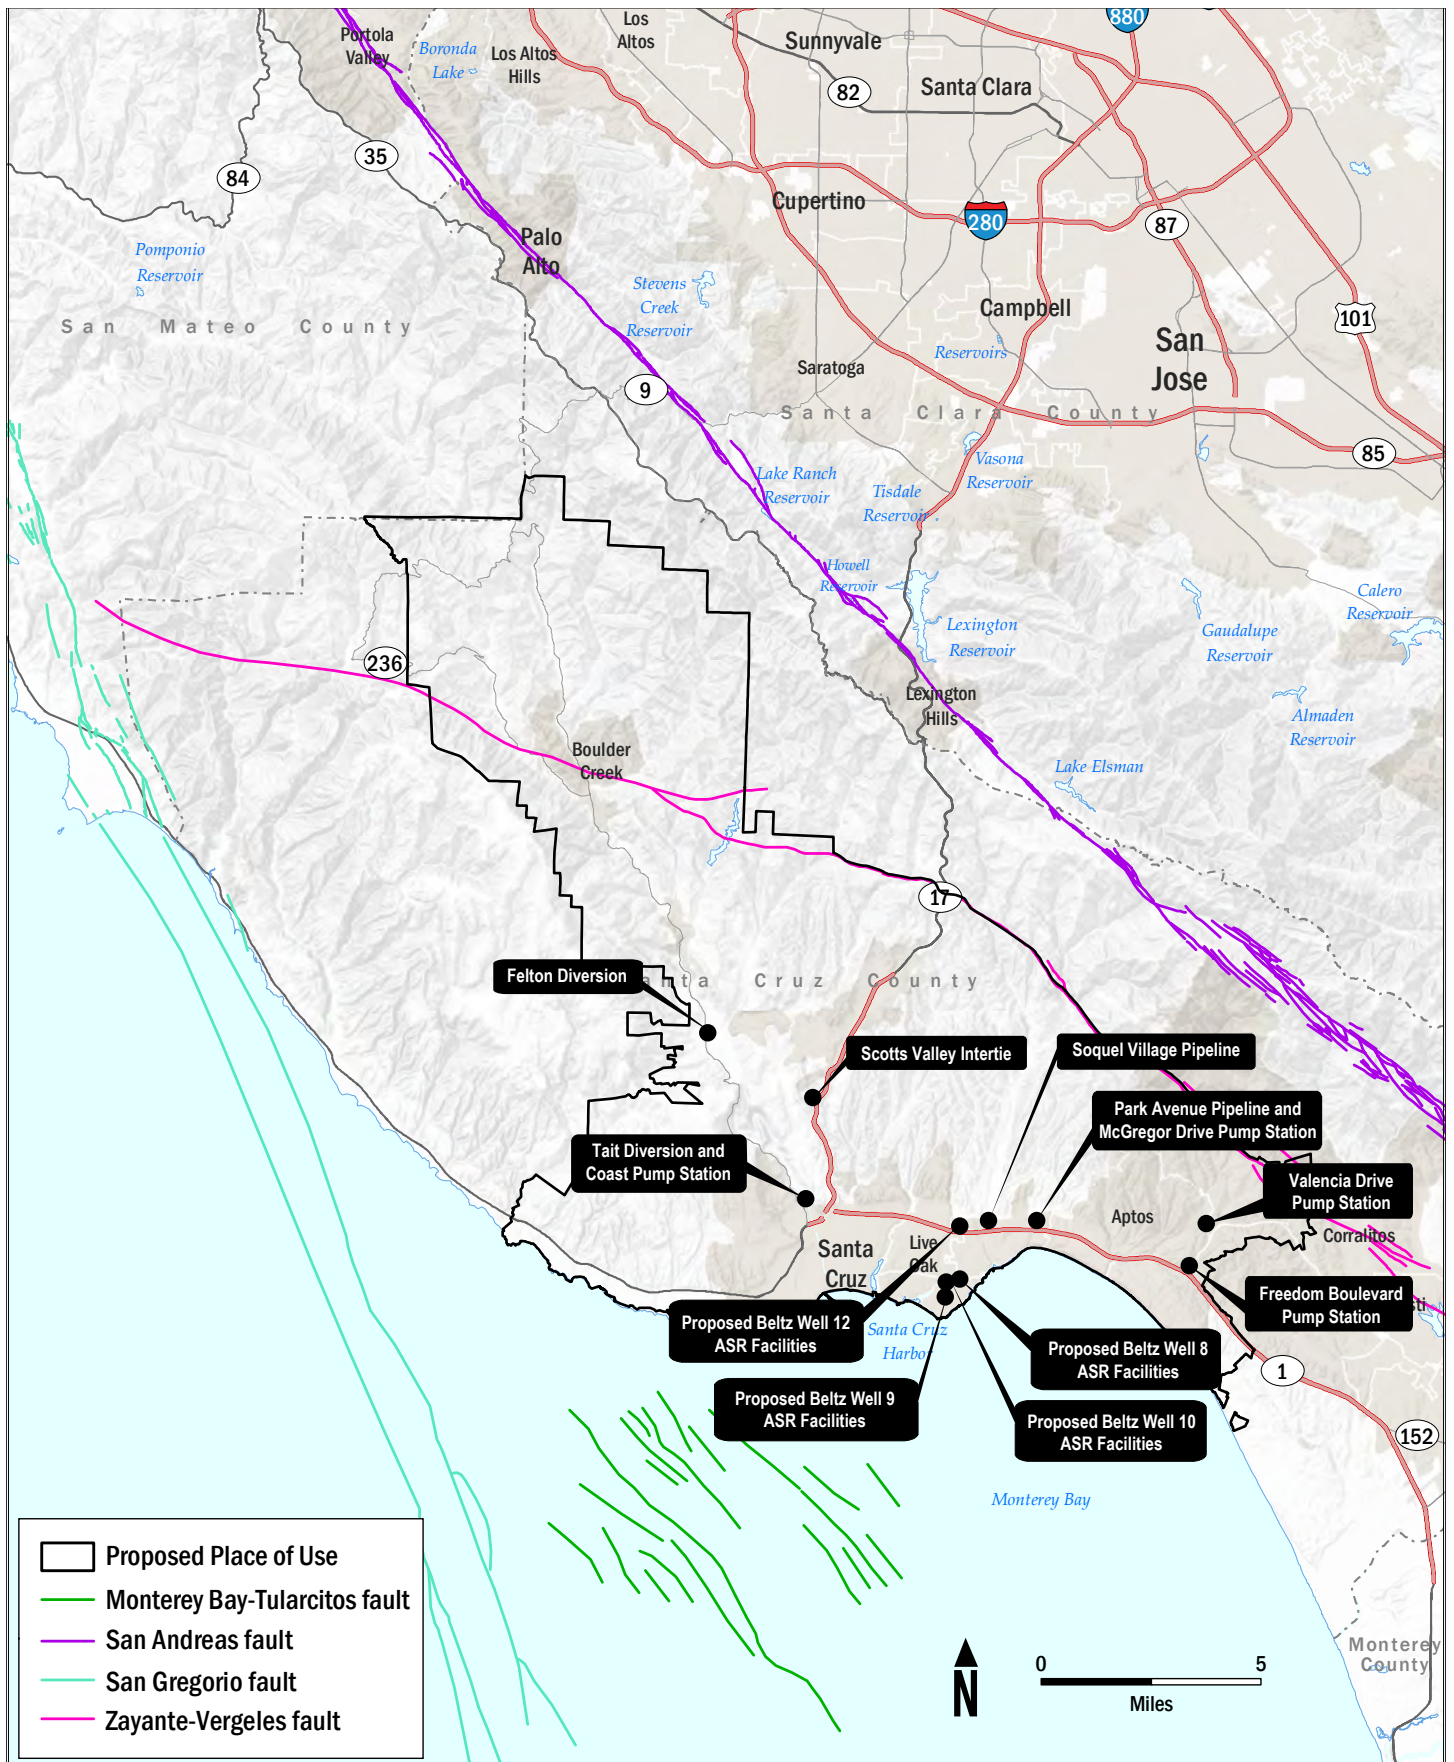 Portola
Valley
Boronda
Lake
Los Altos
Hills
Los
Altos
Sunnyvale
880
82
Santa Clara
35
84
Cupertino
280
87
Palo
Alto
Pomponio
Reservoir
Stevens
Creek
Reservoir
San Mateo County
Campbell
101
Reservoirs
San
Jose
Saratoga
9
Santa Clara County
85
Vasona
Reservoir
Lake Ranch
Reservoir
Tisdale
Reservoir
Howell
Reservoir
Calero
Reservoir
Lexington
Reservoir
Gaudalupe
Reservoir
236
Lexington
Hills
Almaden
Reservoir
Boulder
Creek
Lake Elsman
17
Felton Diversion
anta Cruz County
Scotts Valley Intertie
Soquel Village Pipeline
Park Avenue Pipeline and
McGregor Drive Pump Station
Tait Diversion and
Coast Pump Station
Valencia Drive
Pump Station
Aptos
Corralitos
Live
Oak
Santa
Cruz
Freedom Boulevard
Pump Station
sti
Proposed Beltz Well 12
ASR Facilities
Santa Cruz
Harbor
Proposed Beltz Well 8
ASR Facilities
1
Proposed Beltz Well 9
ASR Facilities
Proposed Beltz Well 10
ASR Facilities
152
Monterey Bay
Proposed Place of Use
Monterey Bay-Tularcitos fault
San Andreas fault
San Gregorio fault
Zayante-Vergeles fault
N
0 5
Miles
Monterey
County